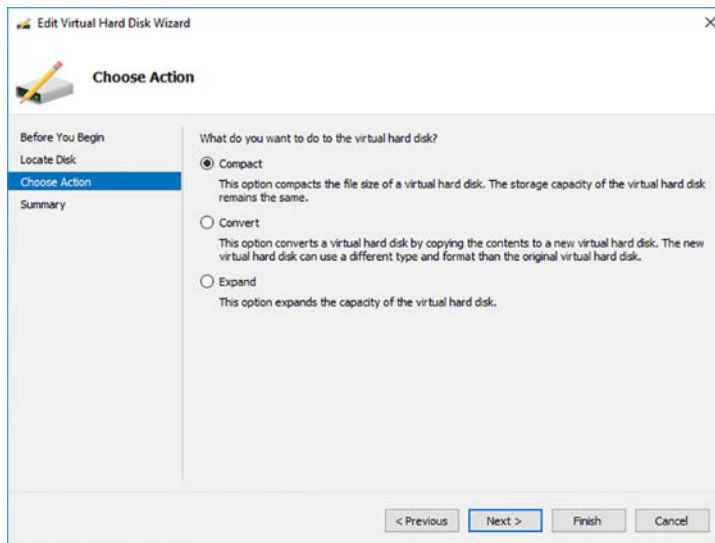 Edit Virtual Hard Disk Wizard
Choose Action
Before You Begin
Locate Disk
Choose Action
Summary
What do you want to do to the virtual hard disk?
Compact
This option compacts the file size of a virtual hard disk. The storage capacity of the virtual hard disk
remains the same.
Convert
This option converts a virtual hard disk by copying the contents to a new virtual hard disk. The new
virtual hard disk can use a different type and format than the original virtual hard disk.
Expand
This option expands the capacity of the virtual hard disk.
< Previous
Next >
Finish
Cancel